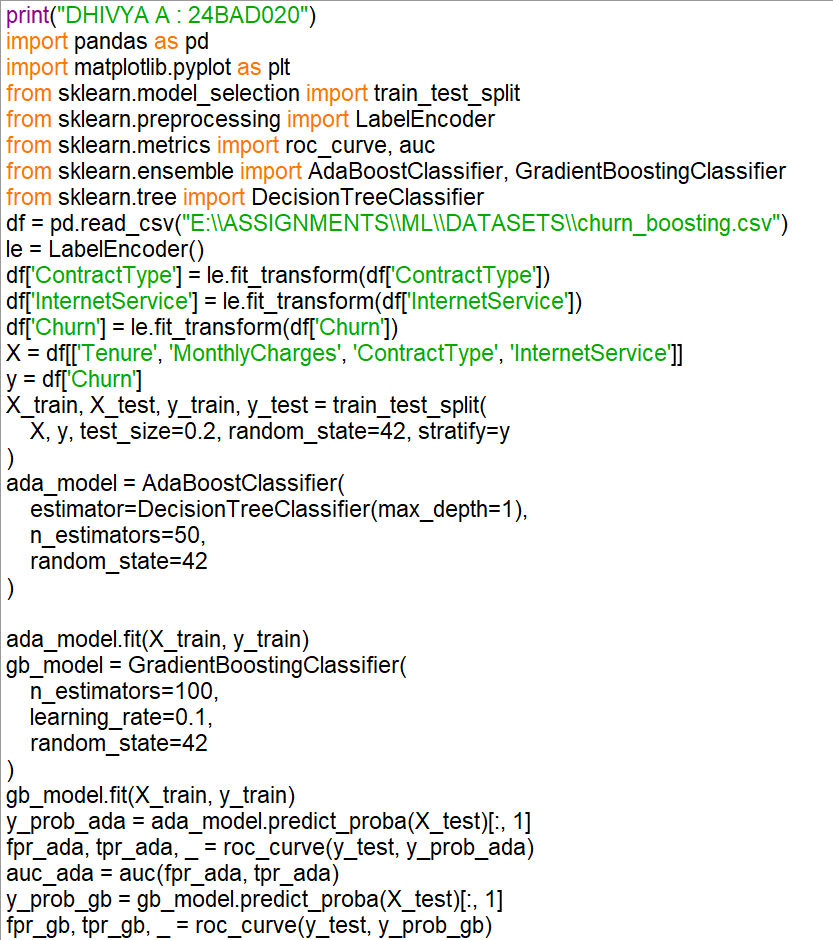 print("DHIVYA A : 24BAD020")
import pandas as pd
import matplotlib.pyplot as plt
from sklearn.model_selection import train_test_split
from sklearn.preprocessing import LabelEncoder
from sklearn.metrics import roc_curve, auc
from sklearn.ensemble import AdaBoostClassifier, GradientBoostingClassifier
from sklearn.tree import DecisionTreeClassifier
df = pd.read_csv("E:\\ASSIGNMENTS\\ML\\DATASETS\\churn_boosting.csv")
le = LabelEncoder()
df['ContractType'] = le.fit_transform(df['ContractType'])
df['InternetService'] = le.fit_transform(df['InternetService'])
df['Churn'] = le.fit_transform(df['Churn'])
X = df[['Tenure', 'MonthlyCharges', 'ContractType', 'InternetService']]
y = df['Churn']
X_train, X_test, y_train, y_test = train_test_split(
    X, y, test_size=0.2, random_state=42, stratify=y
)
ada_model = AdaBoostClassifier(
    estimator=DecisionTreeClassifier(max_depth=1),
    n_estimators=50,
    random_state=42
)
ada_model.fit(X_train, y_train)
gb_model = GradientBoostingClassifier(
    n_estimators=100,
    learning_rate=0.1,
    random_state=42
)
gb_model.fit(X_train, y_train)
y_prob_ada = ada_model.predict_proba(X_test)[:, 1]
fpr_ada, tpr_ada, _ = roc_curve(y_test, y_prob_ada)
auc_ada = auc(fpr_ada, tpr_ada)
y_prob_gb = gb_model.predict_proba(X_test)[:, 1]
fpr_gb, tpr_gb, _ = roc_curve(y_test, y_prob_gb)